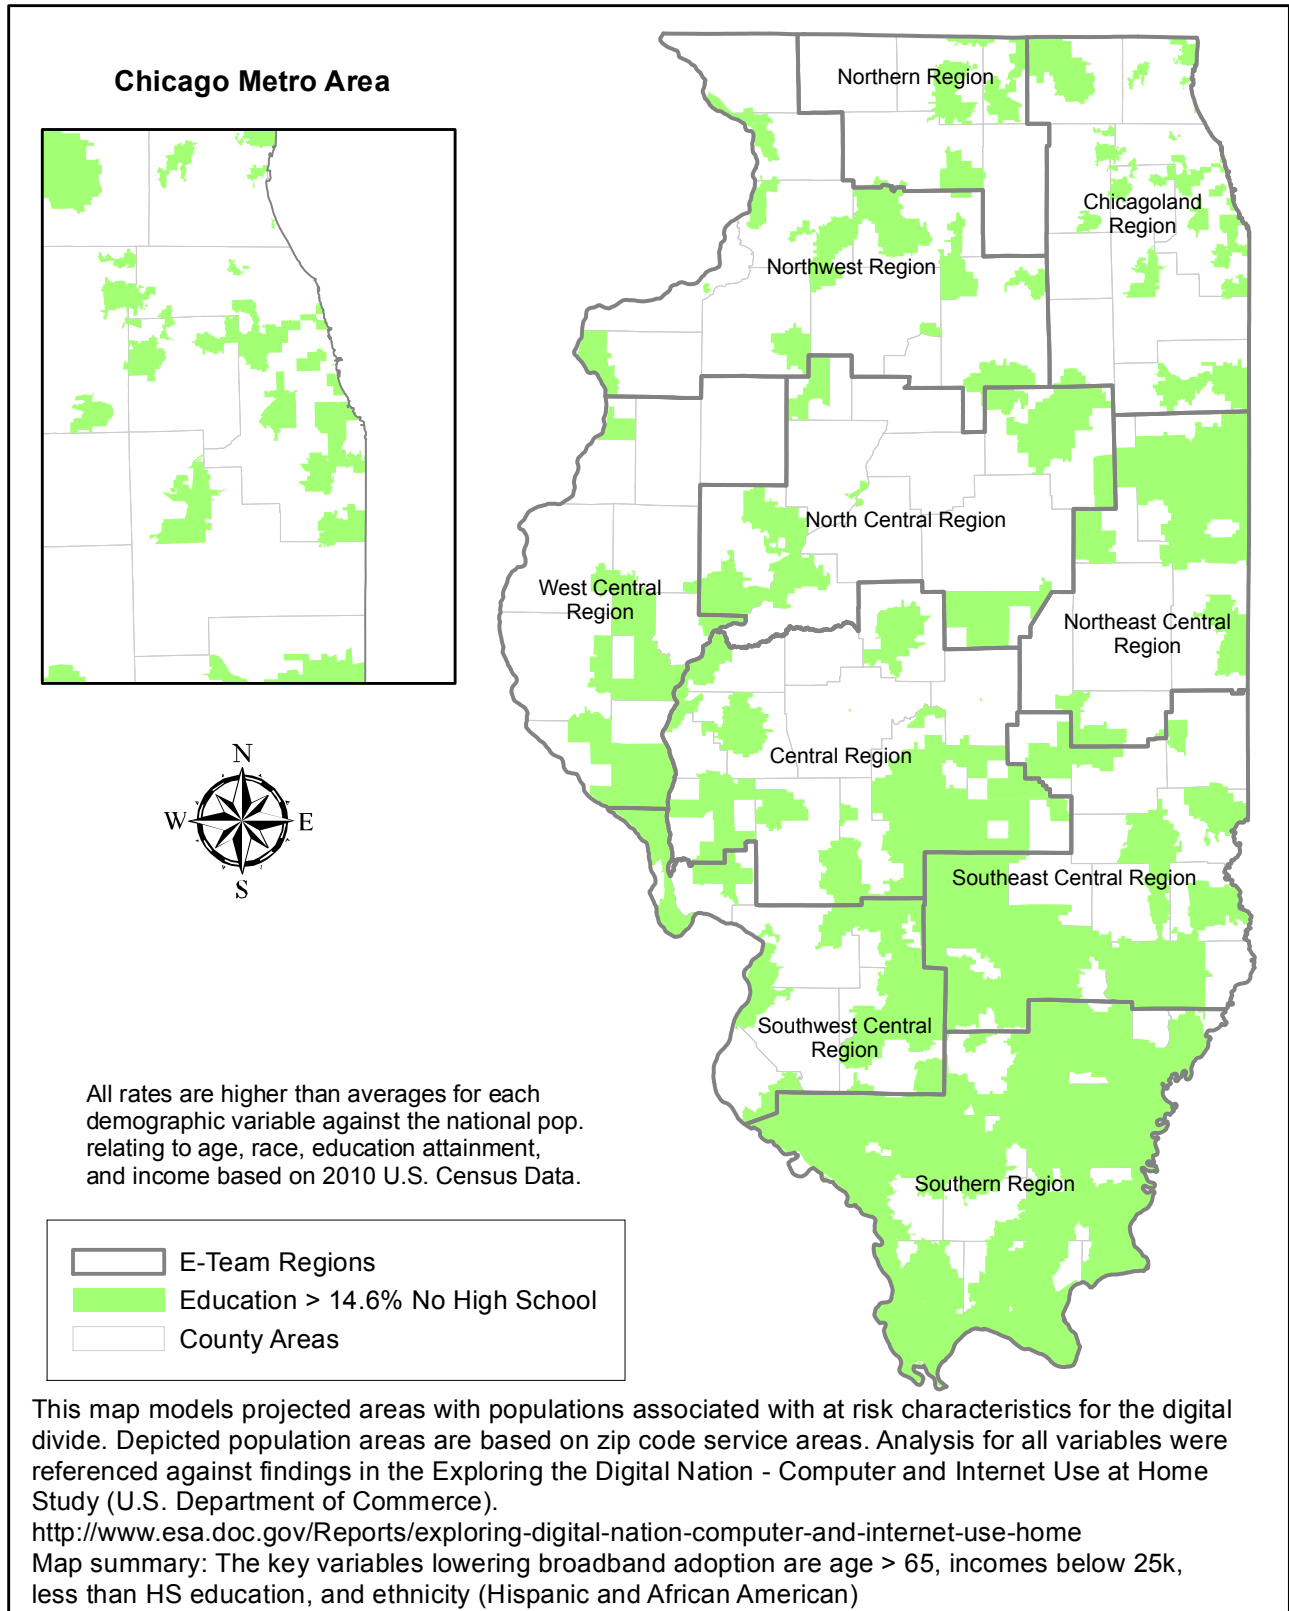 Chicago Metro Area
Northern Region
Chicagoland
Region
Northwest Region
North Central Region
West Central
Region
Northeast Central
Region
Central Region
N
W
E
S
Southeast Central Region
Southwest Central
Region
Southern Region
All rates are higher than averages for each
demographic variable against the national pop.
relating to age, race, education attainment,
and income based on 2010 U.S. Census Data.
E-Team Regions
Education > 14.6% No High School
County Areas
This map models projected areas with populations associated with at risk characteristics for the digital
divide. Depicted population areas are based on zip code service areas. Analysis for all variables were
referenced against findings in the Exploring the Digital Nation - Computer and Internet Use at Home
Study (U.S. Department of Commerce).
http://www.esa.doc.gov/Reports/exploring-digital-nation-computer-and-internet-use-home
Map summary: The key variables lowering broadband adoption are age > 65, incomes below 25k,
less than HS education, and ethnicity (Hispanic and African American)